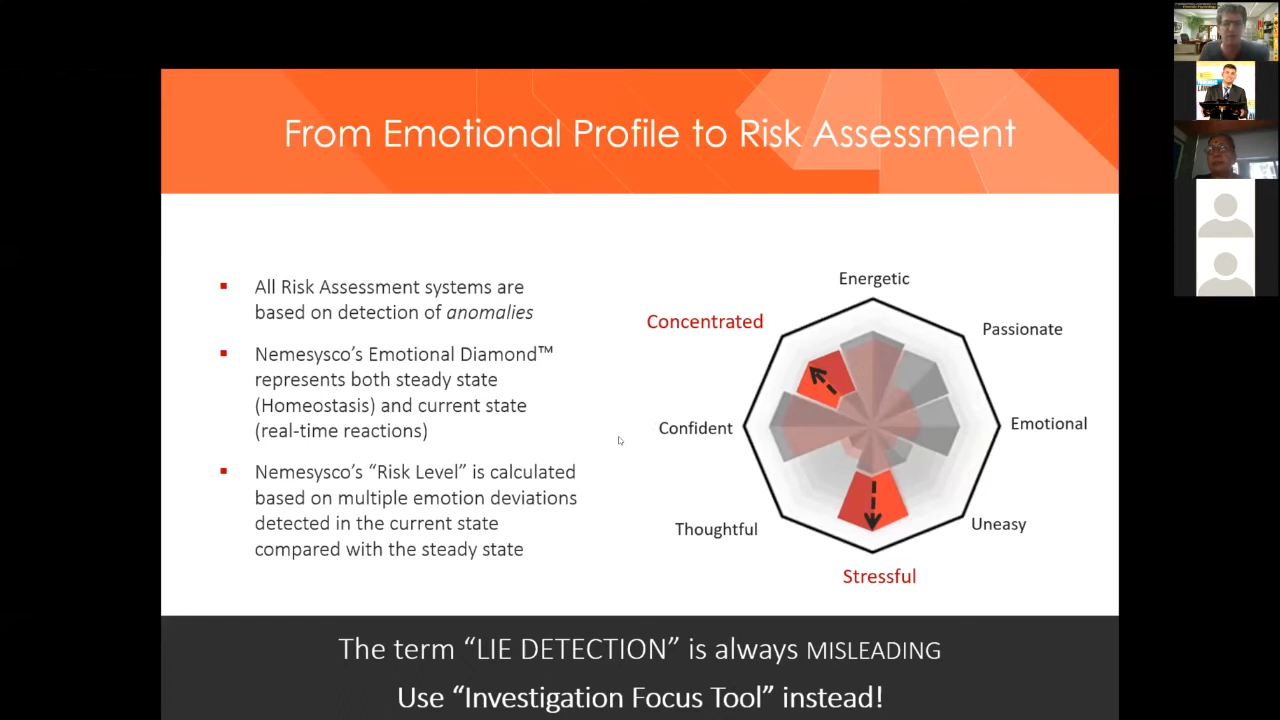 From Emotional Profile to Risk Assessment
▪ All Risk Assessment systems are
based on detection of anomalies
▪ Nemesysco’s Emotional Diamond™
represents both steady state
(Homeostasis) and current state
(real-time reactions)
▪ Nemesysco’s “Risk Level” is calculated
based on multiple emotion deviations
detected in the current state
compared with the steady state
Energetic
Concentrated
Passionate
Confident
Emotional
Thoughtful
Uneasy
Stressful
The term “LIE DETECTION” is always MISLEADING
Use “Investigation Focus Tool” instead!